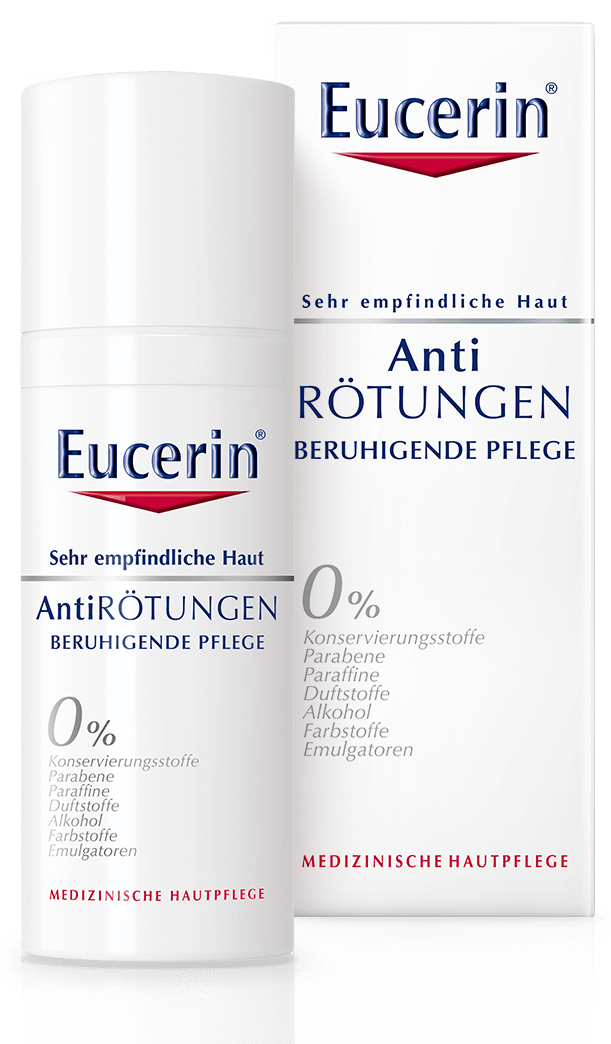 Eucerin®
Sehr empfindliche Haut
AntiRÖTUNGEN
BERUHIGENDE PFLEGE
0%
Konservierungsstoffe
Parabene
Paraffine
Duftstoffe
Alkohol
Farbstoffe
Emulgatoren
MEDIZINISCHE HAUTPFLEGE
Eucerin®
Sehr empfindliche Haut
Anti
RÖTUNGEN
BERUHIGENDE PFLEGE
0%
Konservierungsstoffe
Parabene
Paraffine
Duftstoffe
Alkohol
Farbstoffe
Emulgatoren
MEDIZINISCHE HAUTPFLEGE